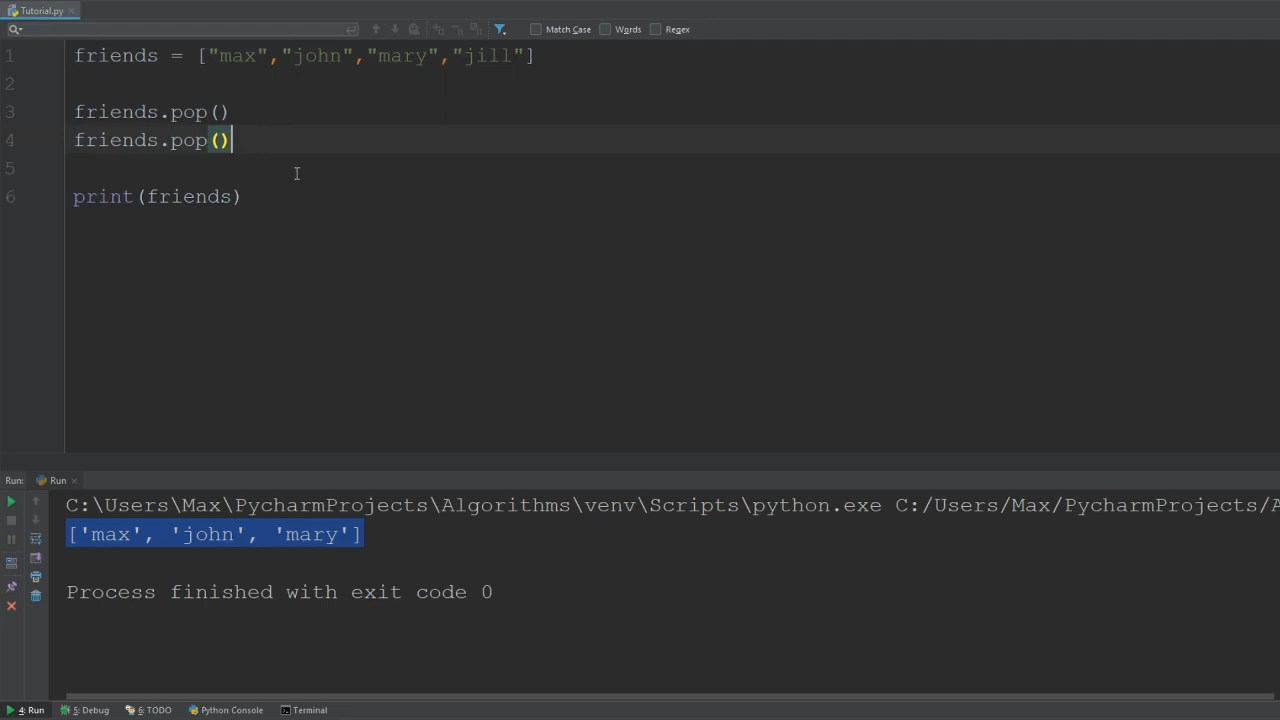 Tutorial.py
Match Case Words Regex
1 friends = ["max","john","mary","jill"]
2
3 friends.pop()
4 friends.pop()
5
6 print(friends)
Run: Run
C:\Users\Max\PycharmProjects\Algorithms\venv\Scripts\python.exe C:/Users/Max/PycharmProjects/A
['max', 'john', 'mary']
Process finished with exit code 0
4: Run 5: Debug 6: TODO Python Console Terminal